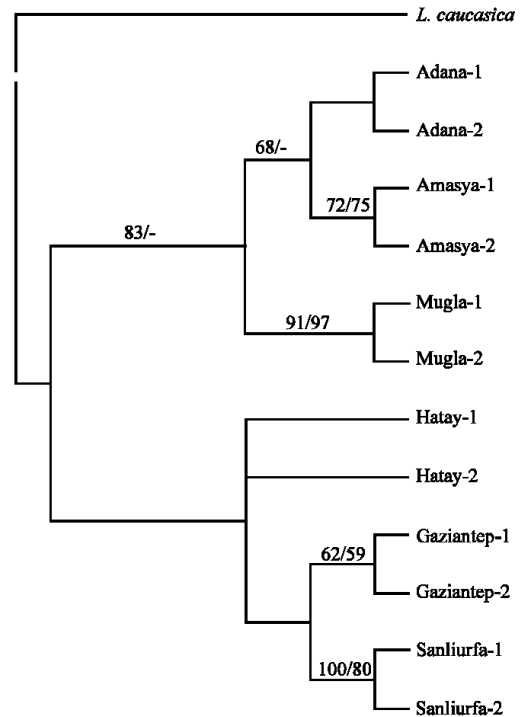 L. caucasica
Adana-1
Adana-2
68/-
Amasya-1
72/75
Amasya-2
83/-
Mugla-1
91/97
Mugla-2
Hatay-1
Hatay-2
Gaziantep-1
62/59
Gaziantep-2
Sanliurfa-1
100/80
Sanliurfa-2